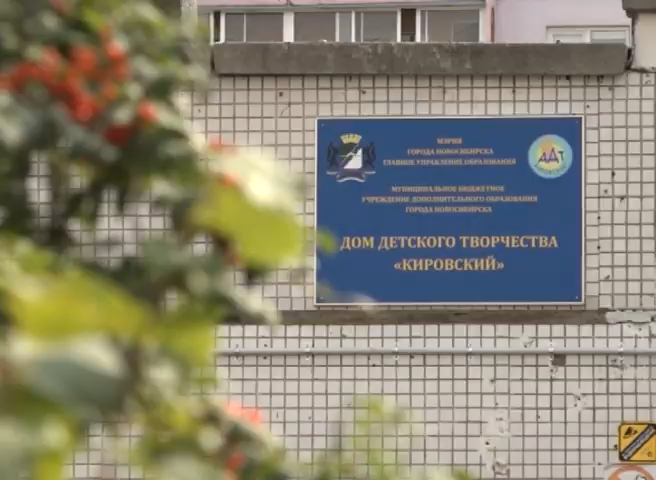 МЭРИЯ
ГОРОДА НОВОСИБИРСКА
ГЛАВНОЕ УПРАВЛЕНИЕ ОБРАЗОВАНИЯ
ДДТ
МУНИЦИПАЛЬНОЕ БЮДЖЕТНОЕ
УЧРЕЖДЕНИЕ ДОПОЛНИТЕЛЬНОГО ОБРАЗОВАНИЯ
ГОРОДА НОВОСИБИРСКА
ДОМ ДЕТСКОГО ТВОРЧЕСТВА
«КИРОВСКИЙ»